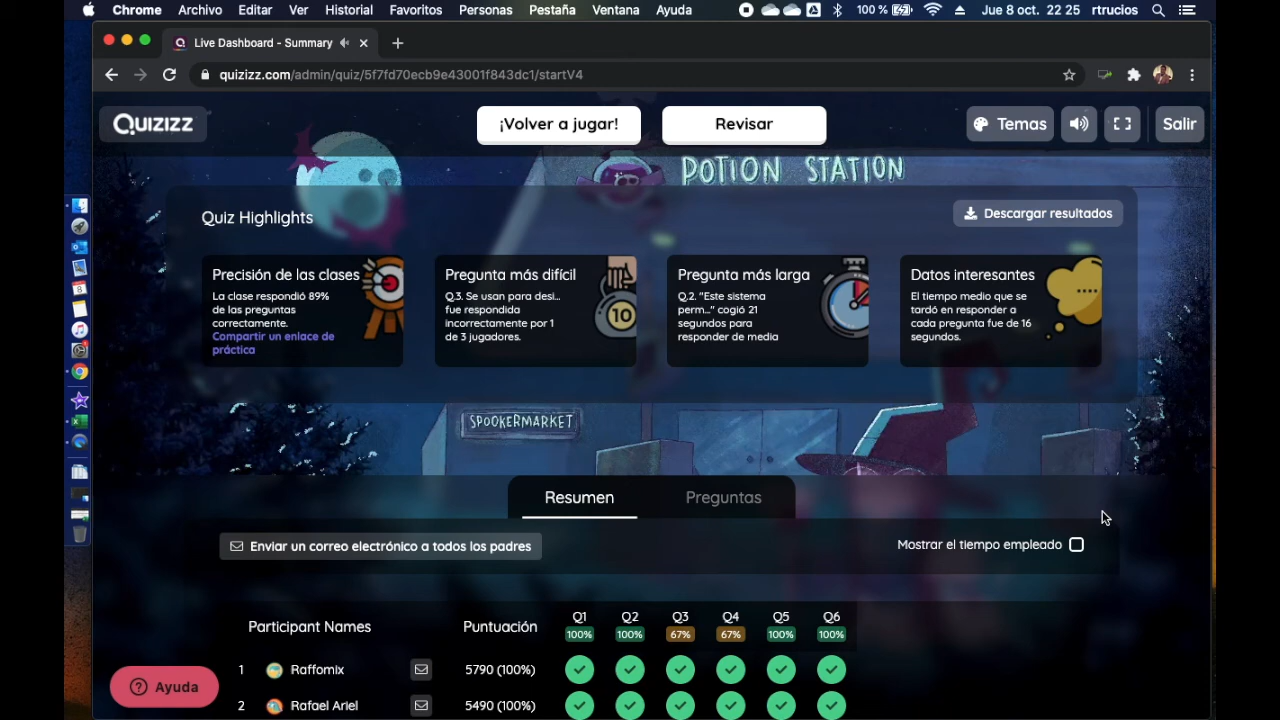 Chrome Archivo Editar Ver Historial Favoritos Personas Pestaña Ventana Ayuda 100 % Jue 8 oct. 22 25 rtrucios
Live Dashboard - Summary
quizizz.com/admin/quiz/5f7fd70ecb9e43001f843dc1/startV4
Quizizz ¡Volver a jugar! Revisar Temas Salir
POTION STATION
Quiz Highlights Descargar resultados
Precisión de las clases
La clase respondió 89%
de las preguntas
correctamente.
Compartir un enlace de
práctica
Pregunta más difícil
Q.3. Se usan para desi...
fue respondida
incorrectamente por 1
de 3 jugadores.
10
Pregunta más larga
Q.2. "Este sistema
perm..." cogió 21
segundos para
responder de media
Datos interesantes
El tiempo medio que se
tardó en responder a
cada pregunta fue de 16
segundos.
SPOOKERMARKET
Resumen Preguntas
Enviar un correo electrónico a todos los padres Mostrar el tiempo empleado
Participant Names Puntuación Q1 Q2 Q3 Q4 Q5 Q6
100% 100% 67% 67% 100% 100%
1 Raffomix 5790 (100%)
2 Rafael Ariel 5490 (100%)
Ayuda